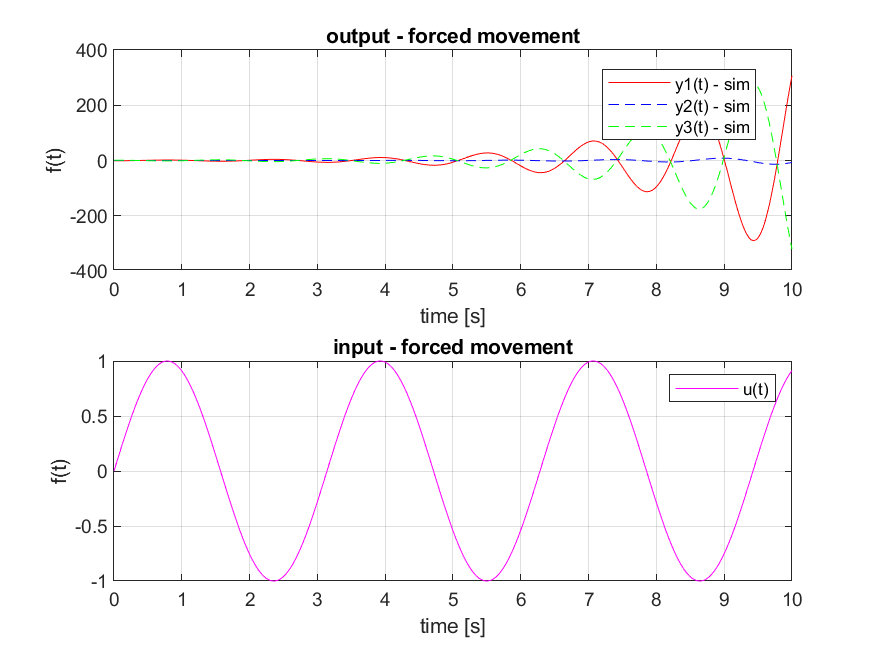 output - forced movement
400
200
0
-200
-400
f(t)
y1(t) - sim
y2(t) - sim
y3(t) - sim
0 1 2 3 4 5 6 7 8 9 10
time [s]
input - forced movement
1
0.5
0
-0.5
-1
f(t)
u(t)
0 1 2 3 4 5 6 7 8 9 10
time [s]